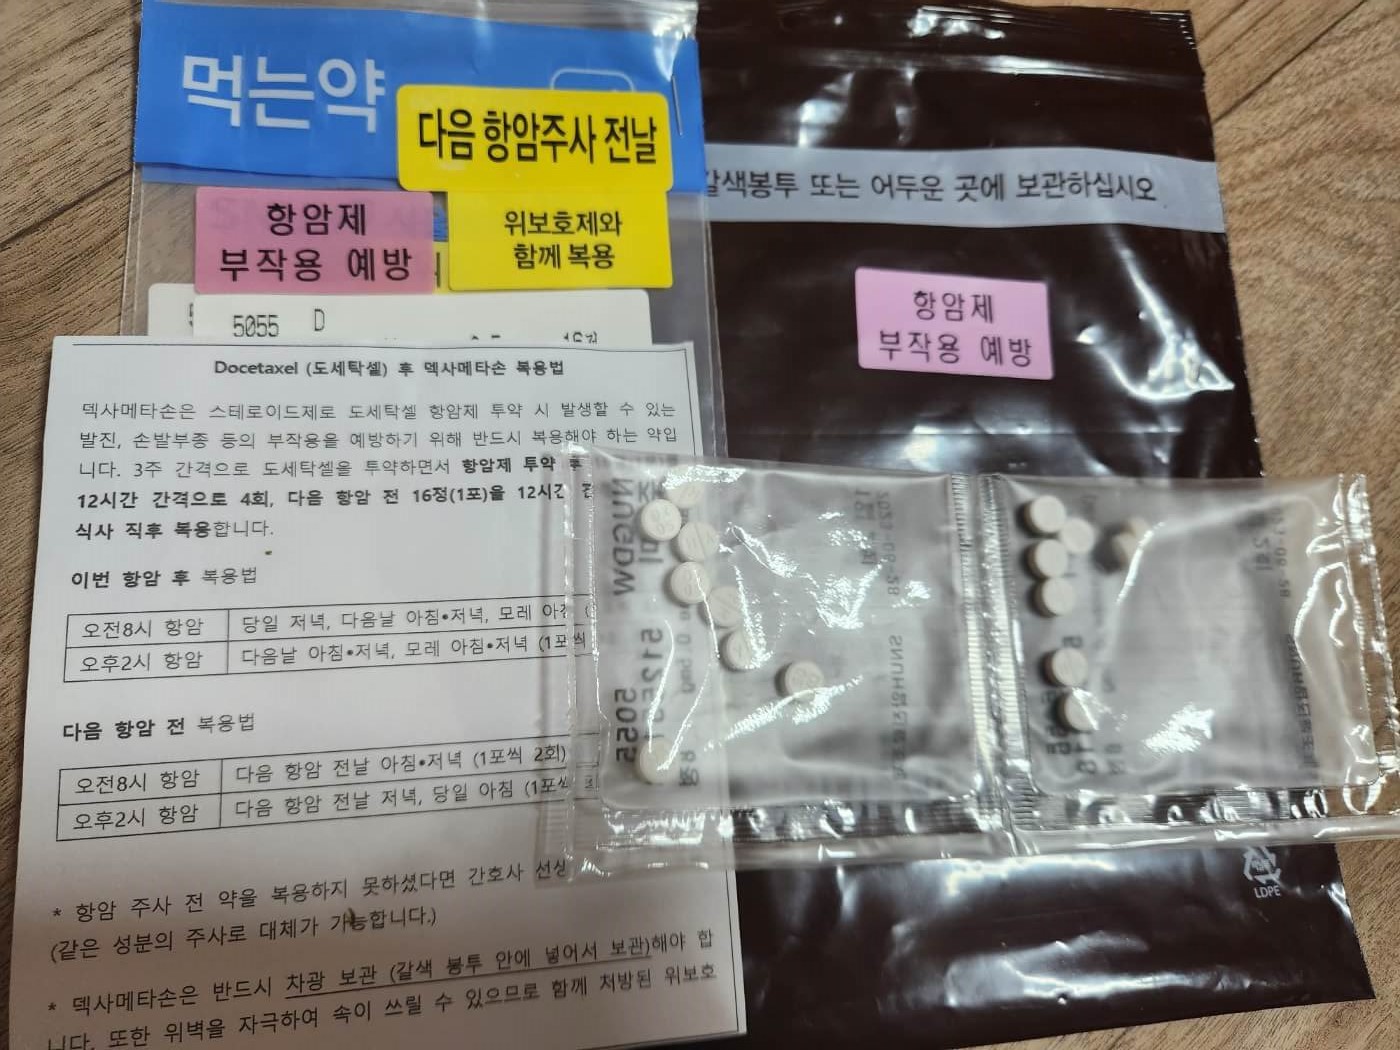 먹는약
다음 항암주사 전날
항암제
부작용 예방
위보호제와
함께 복용
갈색봉투 또는 어두운 곳에 보관하십시오
항암제
부작용 예방
5055 D
Docetaxel (도세탁셀) 후 덱사메타손 복용법
덱사메타손은 스테로이드제로 도세탁셀 항암제 투약 시 발생할 수 있는
발진, 손발부종 등의 부작용을 예방하기 위해 반드시 복용해야 하는 약입
니다. 3주 간격으로 도세탁셀을 투약하면서 항암제 투약 후
12시간 간격으로 4회, 다음 항암 전 16정(1포)을 12시간
식사 직후 복용합니다.
이번 항암 후 복용법
오전8시 항암 당일 저녁, 다음날 아침•저녁, 모레 아침
오후2시 항암 다음날 아침•저녁, 모레 아침•저녁 (1포씩
다음 항암 전 복용법
오전8시 항암 다음 항암 전날 아침•저녁 (1포씩 2회)
오후2시 항암 다음 항암 전날 저녁, 당일 아침 (1포씩
* 항암 주사 전 약을 복용하지 못하셨다면 간호사 선생
(같은 성분의 주사로 대체가 가능합니다.)
* 덱사메타손은 반드시 차광 보관 (갈색 봉투 안에 넣어서 보관)해야 합
니다. 또한 위벽을 자극하여 속이 쓰릴 수 있으므로 함께 처방된 위보호
5055
LDPE